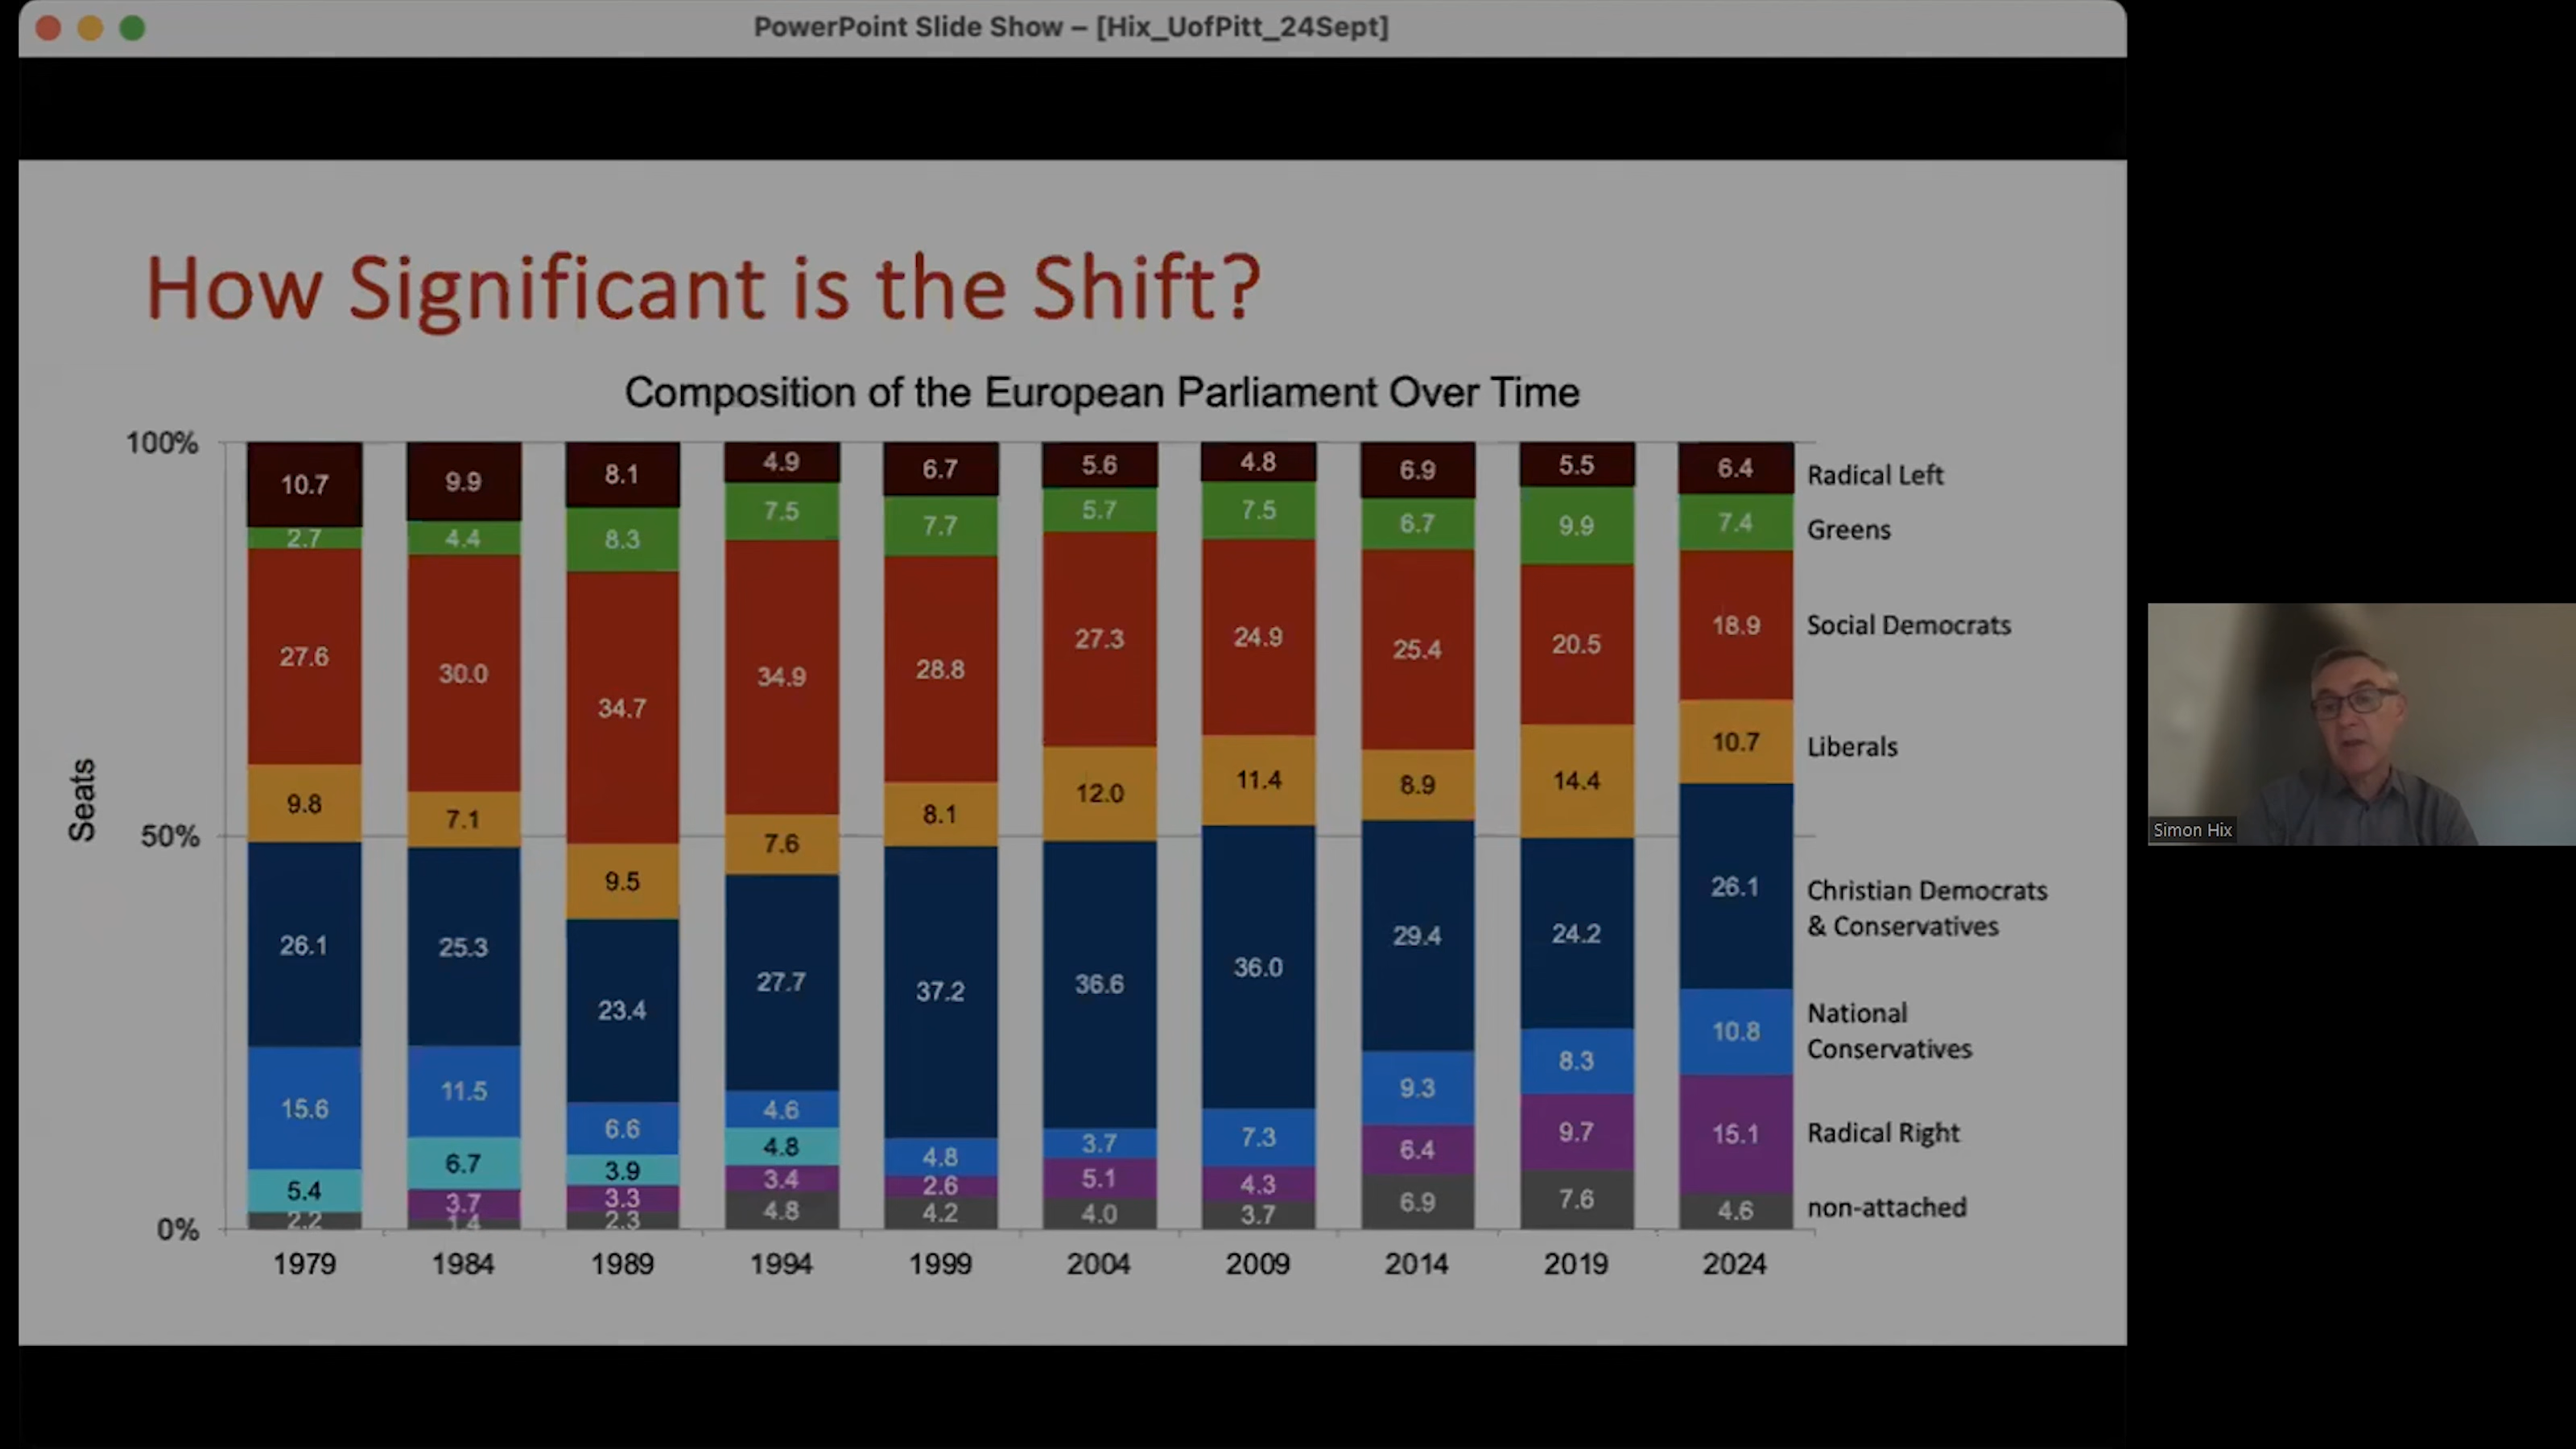 PowerPoint Slide Show – [Hix_UofPitt_24Sept]
How Significant is the Shift?
Composition of the European Parliament Over Time
Seats
100%
50%
0%
10.7 9.9 8.1 4.9 6.7 5.6 4.8 6.9 5.5 6.4 Radical Left
2.7 4.4 8.3 7.5 7.7 5.7 7.5 6.7 9.9 7.4 Greens
27.6 30.0 34.7 34.9 28.8 27.3 24.9 25.4 20.5 18.9 Social Democrats
9.8 7.1 9.5 7.6 8.1 12.0 11.4 8.9 14.4 10.7 Liberals
26.1 25.3 23.4 27.7 37.2 36.6 36.0 29.4 24.2 26.1 Christian Democrats
& Conservatives
15.6 11.5 6.6 4.6 4.8 3.7 7.3 9.3 8.3 10.8 National
Conservatives
5.4 6.7 3.9 4.8
3.7 3.3 3.4 2.6 5.1 4.3 6.4 9.7 15.1 Radical Right
2.2 1.4 2.3 4.8 4.2 4.0 3.7 6.9 7.6 4.6 non-attached
1979 1984 1989 1994 1999 2004 2009 2014 2019 2024
Simon Hix